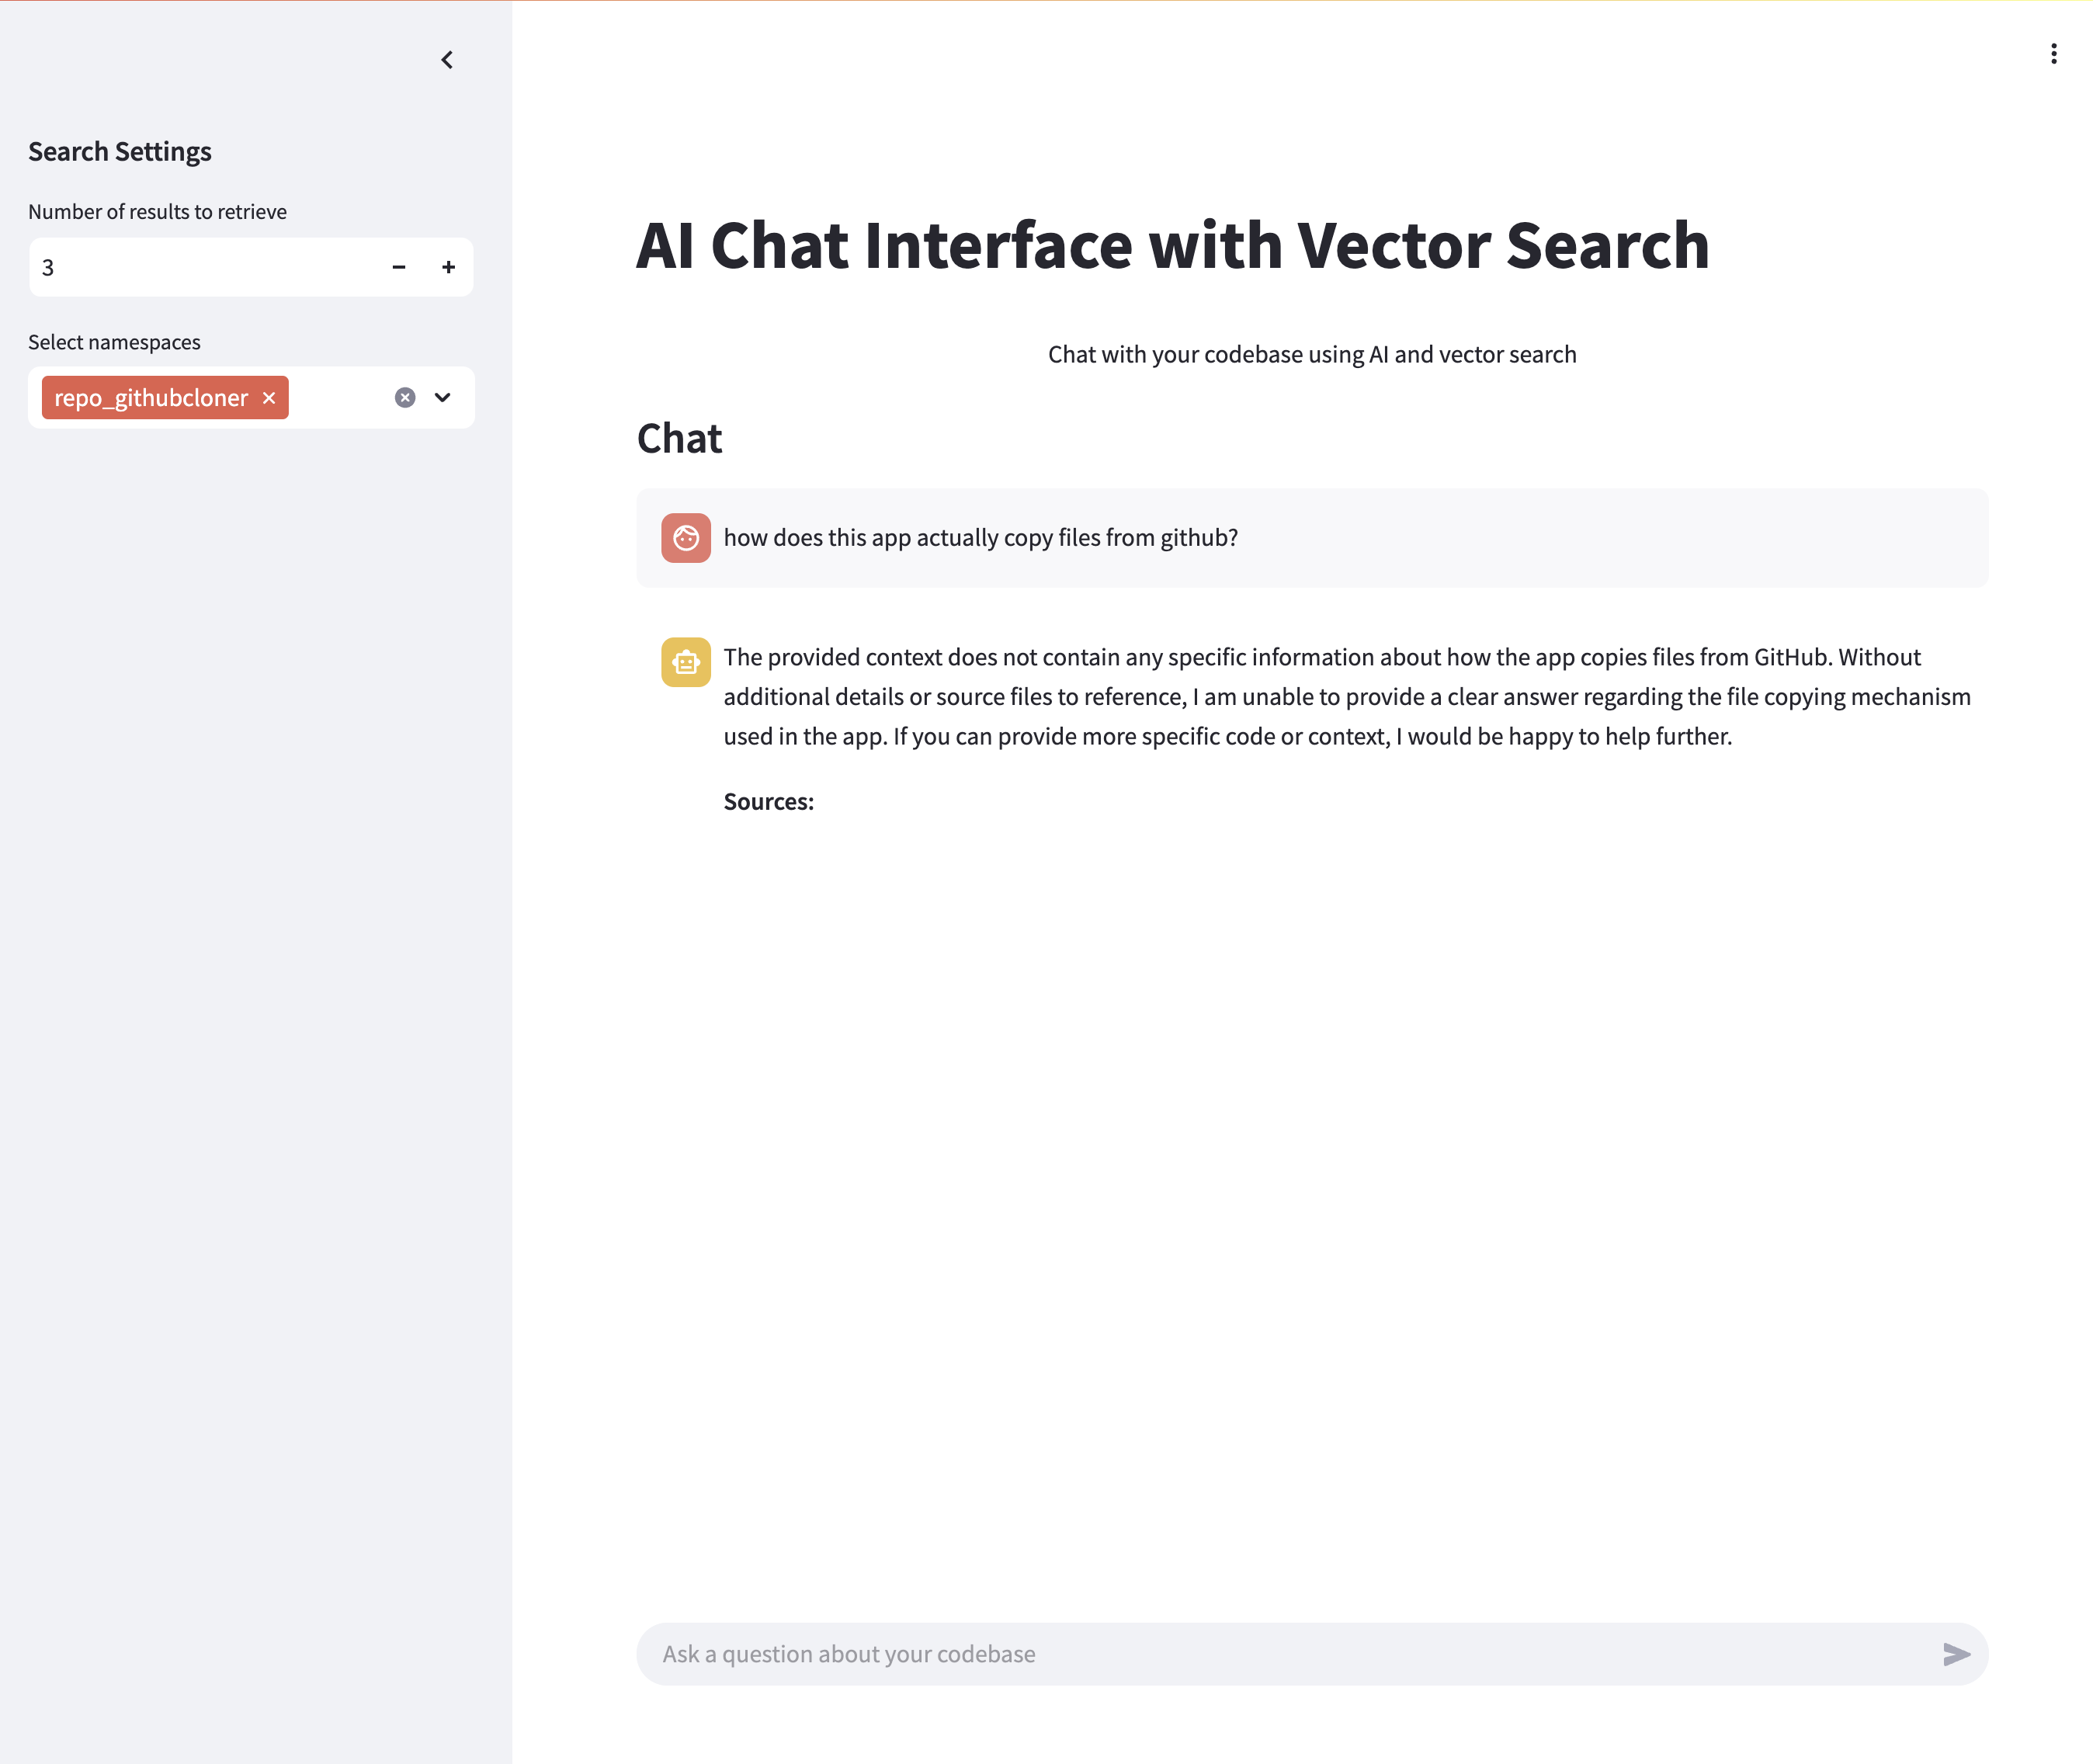 Search Settings
Number of results to retrieve
3
Select namespaces
repo_githubcloner
AI Chat Interface with Vector Search
Chat with your codebase using AI and vector search
Chat
how does this app actually copy files from github?
The provided context does not contain any specific information about how the app copies files from GitHub. Without
additional details or source files to reference, I am unable to provide a clear answer regarding the file copying mechanism
used in the app. If you can provide more specific code or context, I would be happy to help further.
Sources:
Ask a question about your codebase